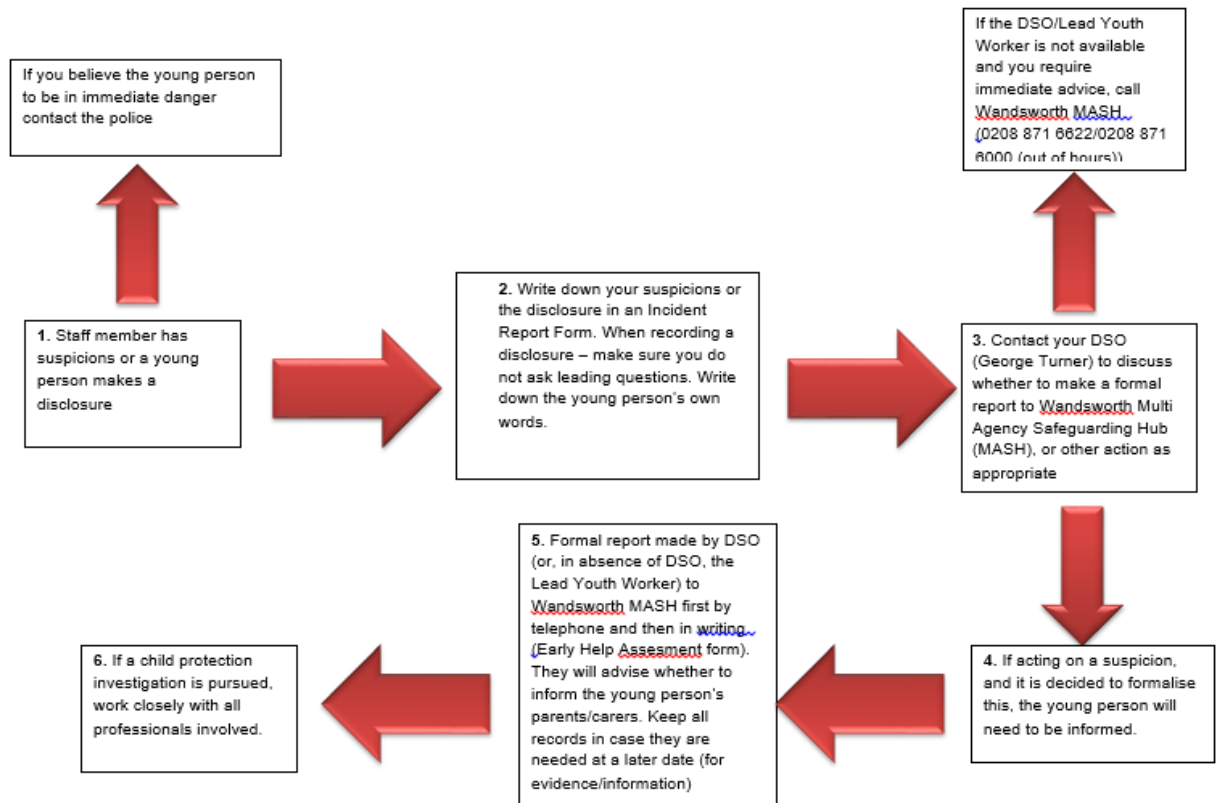 If you believe the young person
to be in immediate danger
contact the police
If the DSO/Lead Youth
Worker is not available
and you require
immediate advice, call
Wandsworth MASH
(0208 871 6622/0208 871
6000 (out of hours))
1. Staff member has
suspicions or a young
person makes a
disclosure
2. Write down your suspicions or
the disclosure in an Incident
Report Form. When recording a
disclosure – make sure you do
not ask leading questions. Write
down the young person's own
words.
3. Contact your DSO
(George Turner) to discuss
whether to make a formal
report to Wandsworth Multi
Agency Safeguarding Hub
(MASH), or other action as
appropriate
4. If acting on a suspicion,
and it is decided to formalise
this, the young person will
need to be informed.
5. Formal report made by DSO
(or, in absence of DSO, the
Lead Youth Worker) to
Wandsworth MASH first by
telephone and then in writing
(Early Help Assesment form).
They will advise whether to
inform the young person's
parents/carers. Keep all
records in case they are
needed at a later date (for
evidence/information)
6. If a child protection
investigation is pursued,
work closely with all
professionals involved.